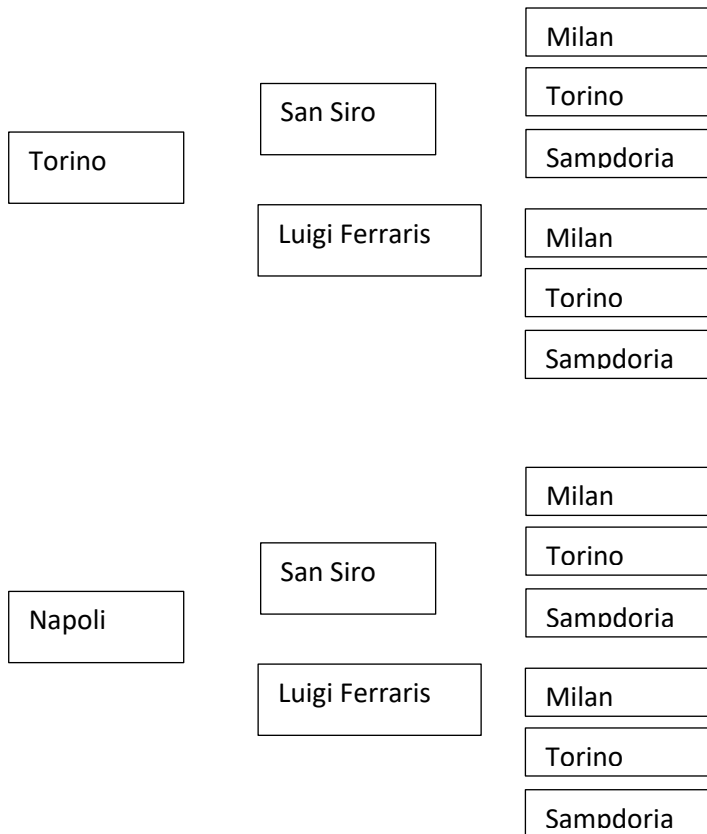 Milan
San Siro
Torino
Torino
Sampdoria
Luigi Ferraris
Milan
Torino
Sampdoria
Milan
San Siro
Torino
Napoli
Sampdoria
Luigi Ferraris
Milan
Torino
Sampdoria